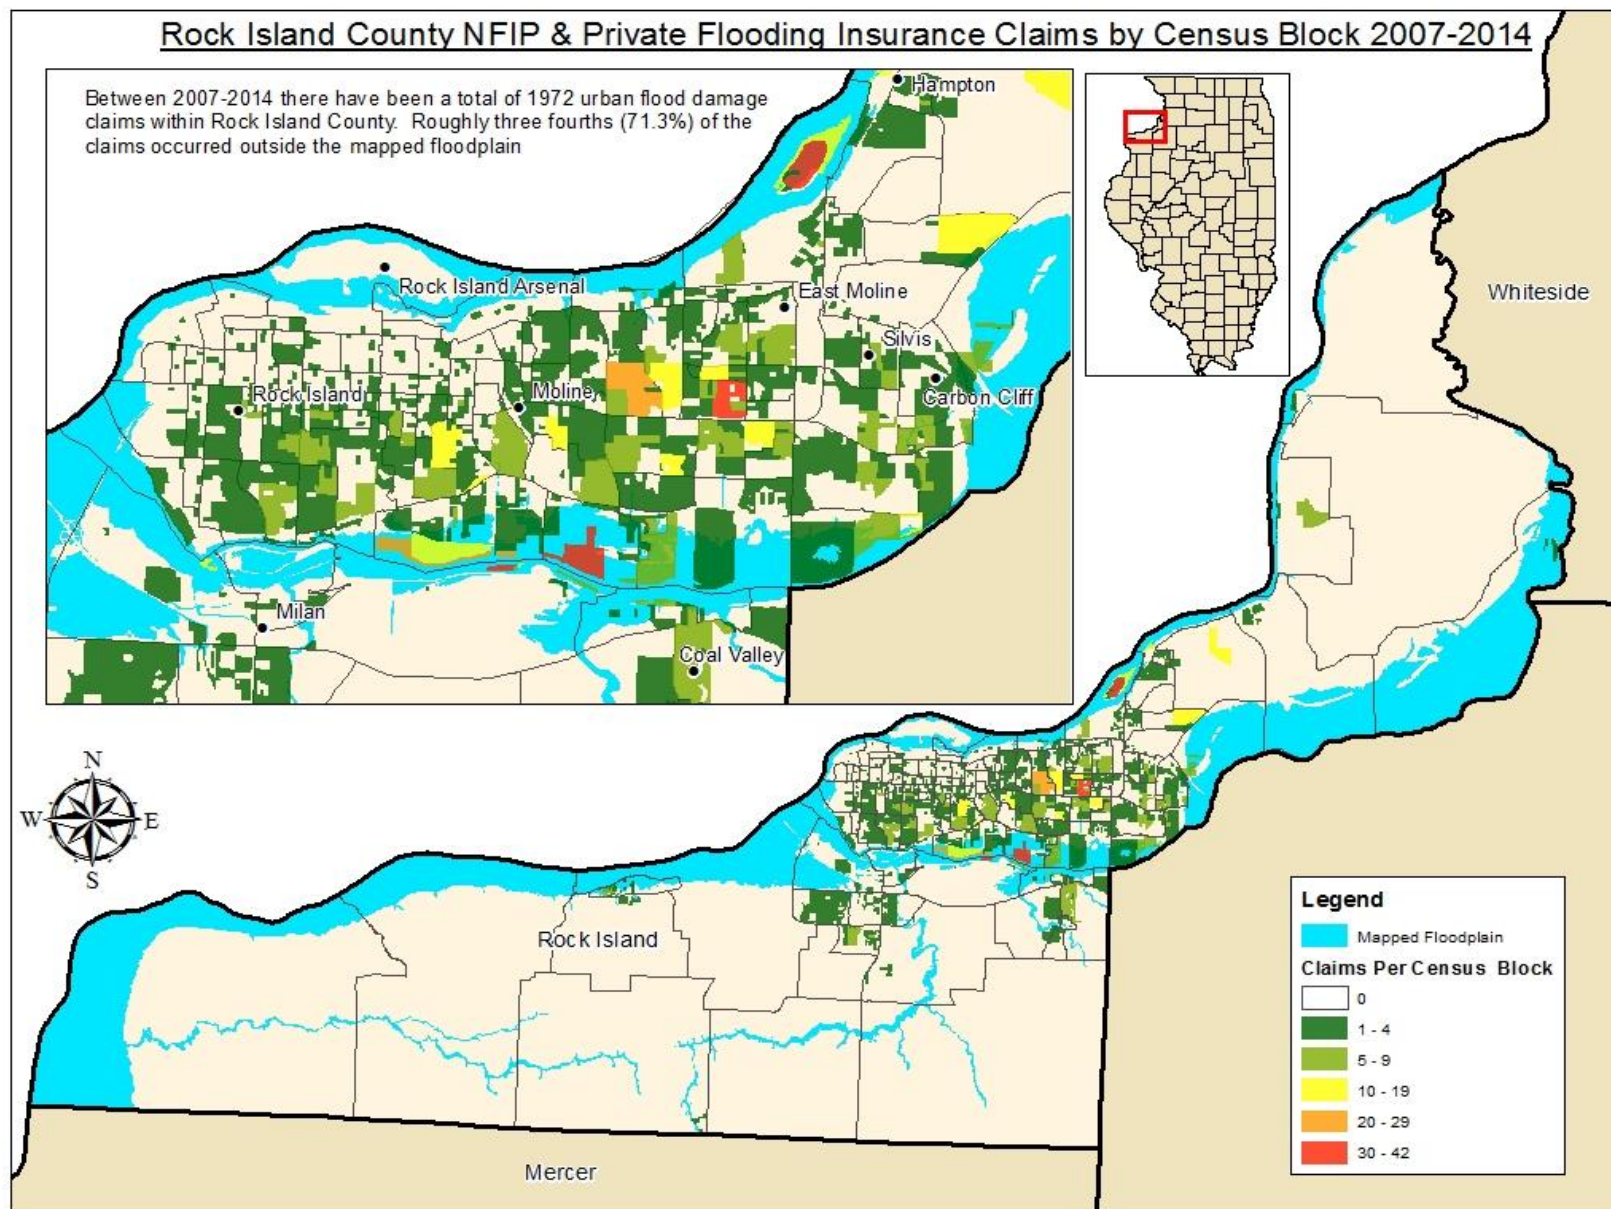 Rock Island County NFIP & Private Flooding Insurance Claims by Census Block 2007-2014
Between 2007-2014 there have been a total of 1972 urban flood damage
claims within Rock Island County. Roughly three fourths (71.3%) of the
claims occurred outside the mapped floodplain
Hampton
Rock Island Arsenal
East Moline
Silvis
Carbon Cliff
Rock Island
Moline
Milan
Coal Valley
Whiteside
N
W
E
S
Rock Island
Mercer
Legend
Mapped Floodplain
Claims Per Census Block
0
1 - 4
5 - 9
10 - 19
20 - 29
30 - 42